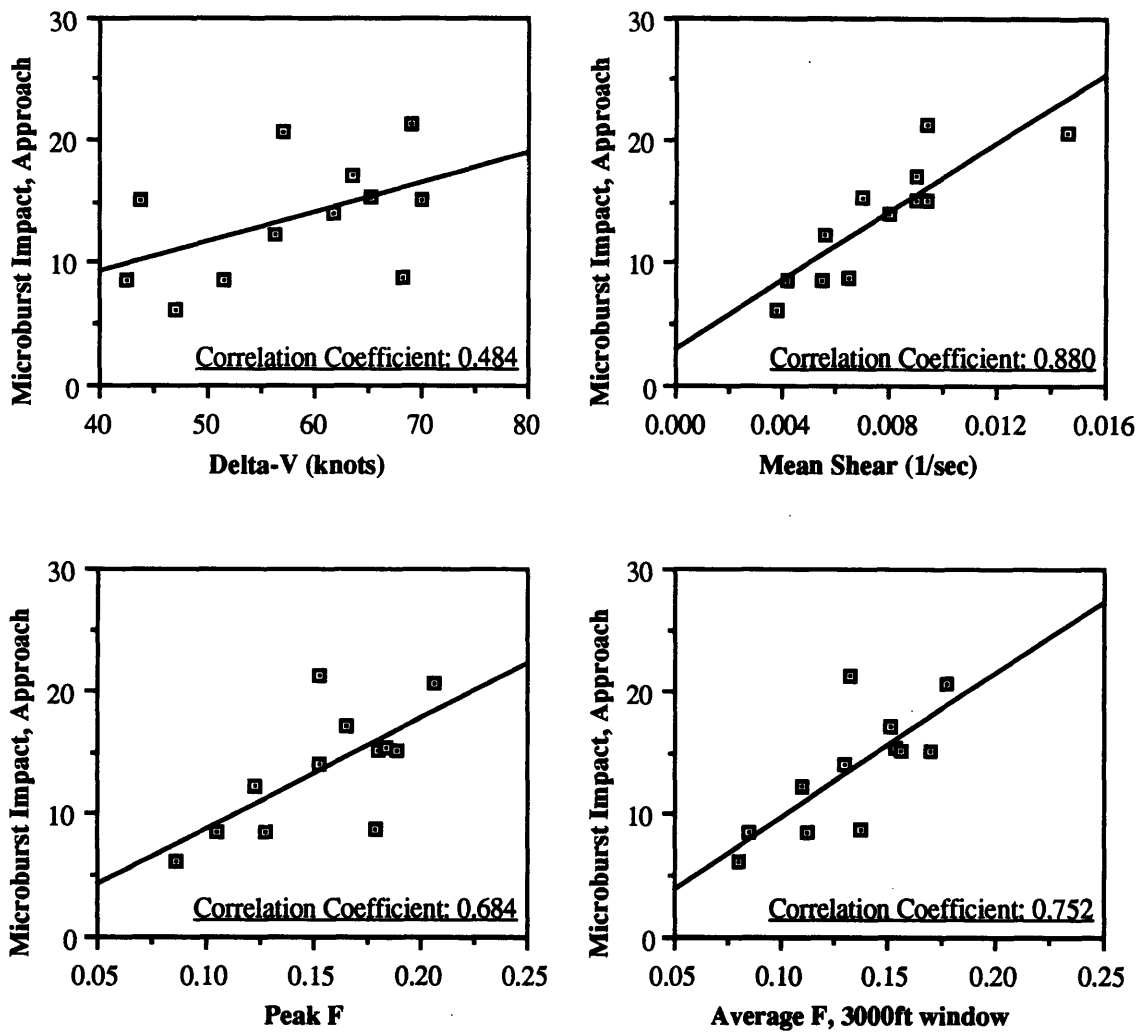 30
20
10
0
Microburst Impact, Approach
Correlation Coefficient: 0.484
40 50 60 70 80
Delta-V (knots)
30
20
10
0
Microburst Impact, Approach
Correlation Coefficient: 0.880
0.000 0.004 0.008 0.012 0.016
Mean Shear (1/sec)
30
20
10
0
Microburst Impact, Approach
Correlation Coefficient: 0.684
0.05 0.10 0.15 0.20 0.25
Peak F
30
20
10
0
Microburst Impact, Approach
Correlation Coefficient: 0.752
0.05 0.10 0.15 0.20 0.25
Average F, 3000ft window